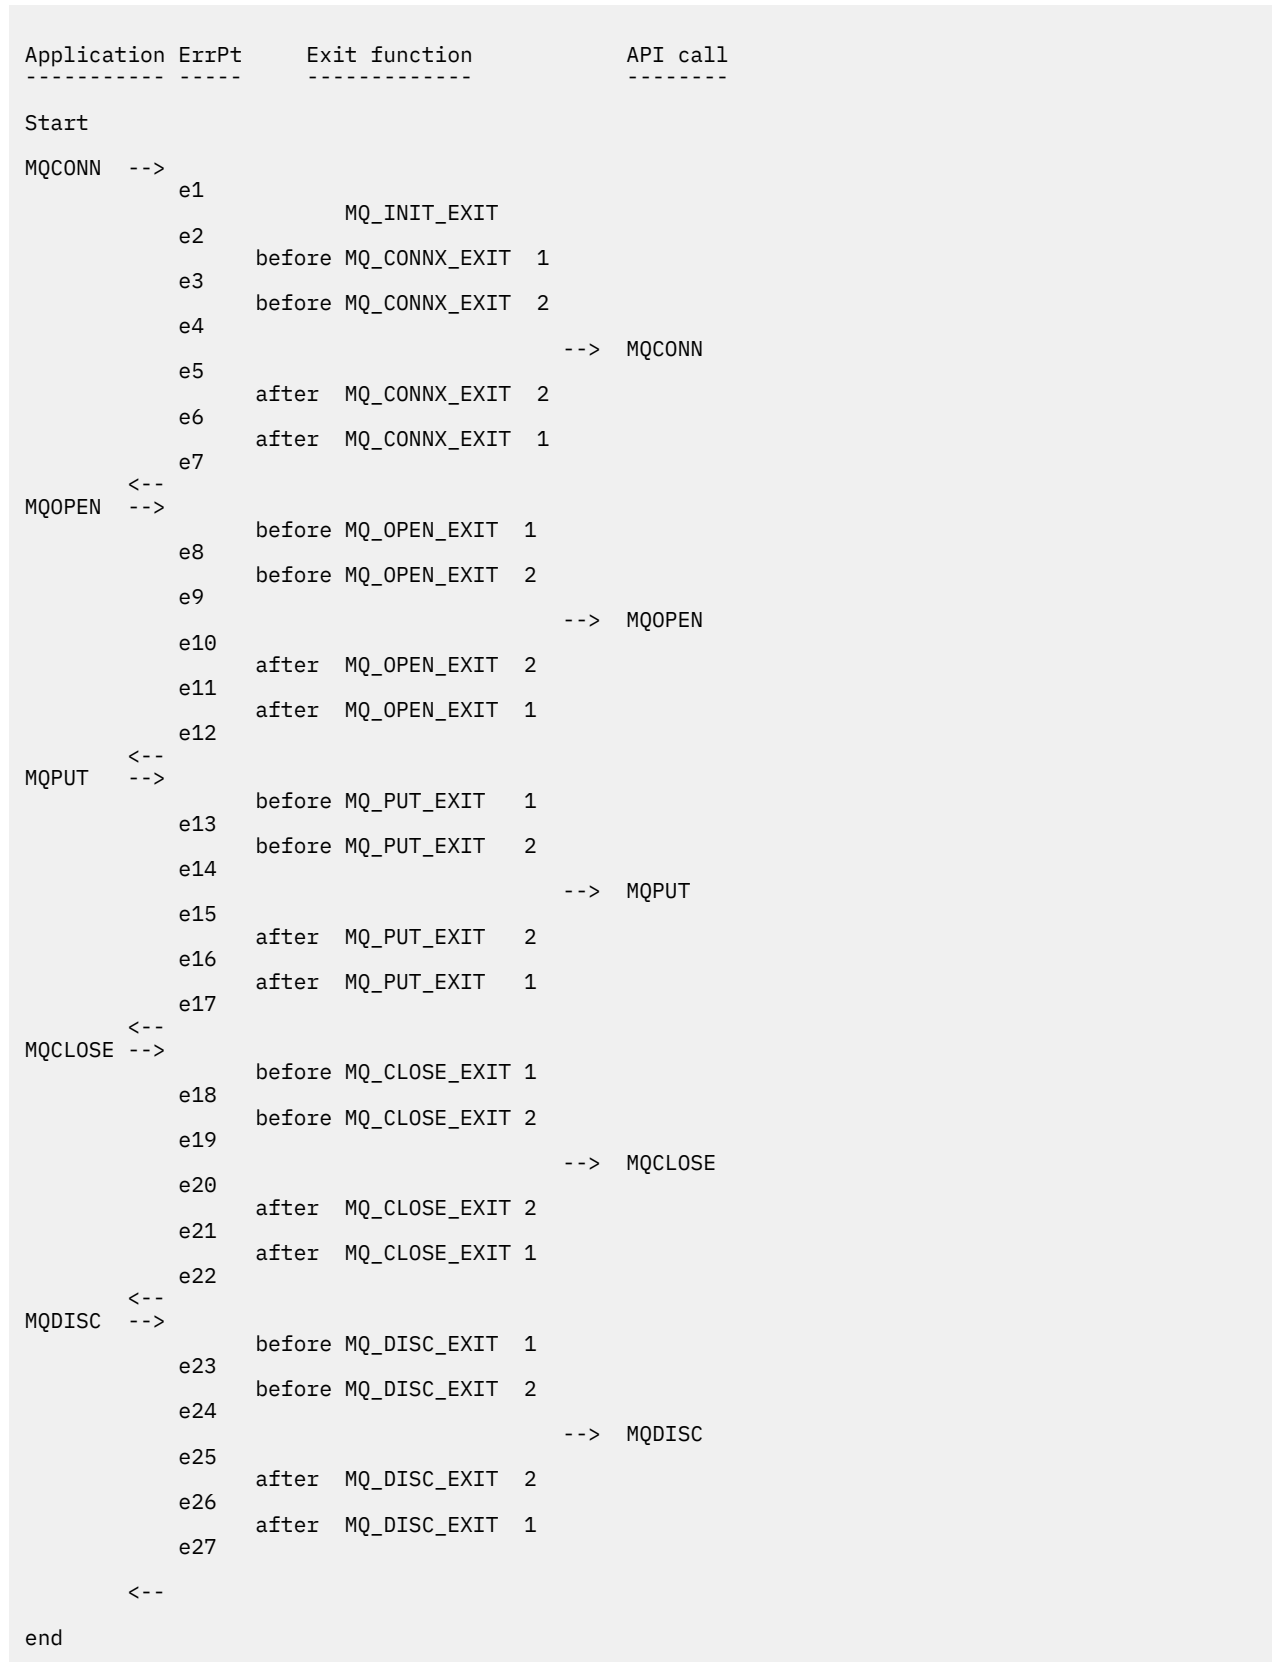 Application ErrPt     Exit function            API call
----------- -----     -------------            --------
Start
MQCONN  -->
            e1
                         MQ_INIT_EXIT
            e2
                  before MQ_CONNX_EXIT  1
            e3
                  before MQ_CONNX_EXIT  2
            e4
                                          -->  MQCONN
            e5
                  after  MQ_CONNX_EXIT  2
            e6
                  after  MQ_CONNX_EXIT  1
            e7
        <--
MQOPEN  -->
                  before MQ_OPEN_EXIT  1
            e8
                  before MQ_OPEN_EXIT  2
            e9
                                          -->  MQOPEN
            e10
                  after  MQ_OPEN_EXIT  2
            e11
                  after  MQ_OPEN_EXIT  1
            e12
        <--
MQPUT   -->
                  before MQ_PUT_EXIT   1
            e13
                  before MQ_PUT_EXIT   2
            e14
                                          -->  MQPUT
            e15
                  after  MQ_PUT_EXIT   2
            e16
                  after  MQ_PUT_EXIT   1
            e17
        <--
MQCLOSE -->
                  before MQ_CLOSE_EXIT 1
            e18
                  before MQ_CLOSE_EXIT 2
            e19
                                          -->  MQCLOSE
            e20
                  after  MQ_CLOSE_EXIT 2
            e21
                  after  MQ_CLOSE_EXIT 1
            e22
        <--
MQDISC  -->
                  before MQ_DISC_EXIT  1
            e23
                  before MQ_DISC_EXIT  2
            e24
                                          -->  MQDISC
            e25
                  after  MQ_DISC_EXIT  2
            e26
                  after  MQ_DISC_EXIT  1
            e27
        <--
end